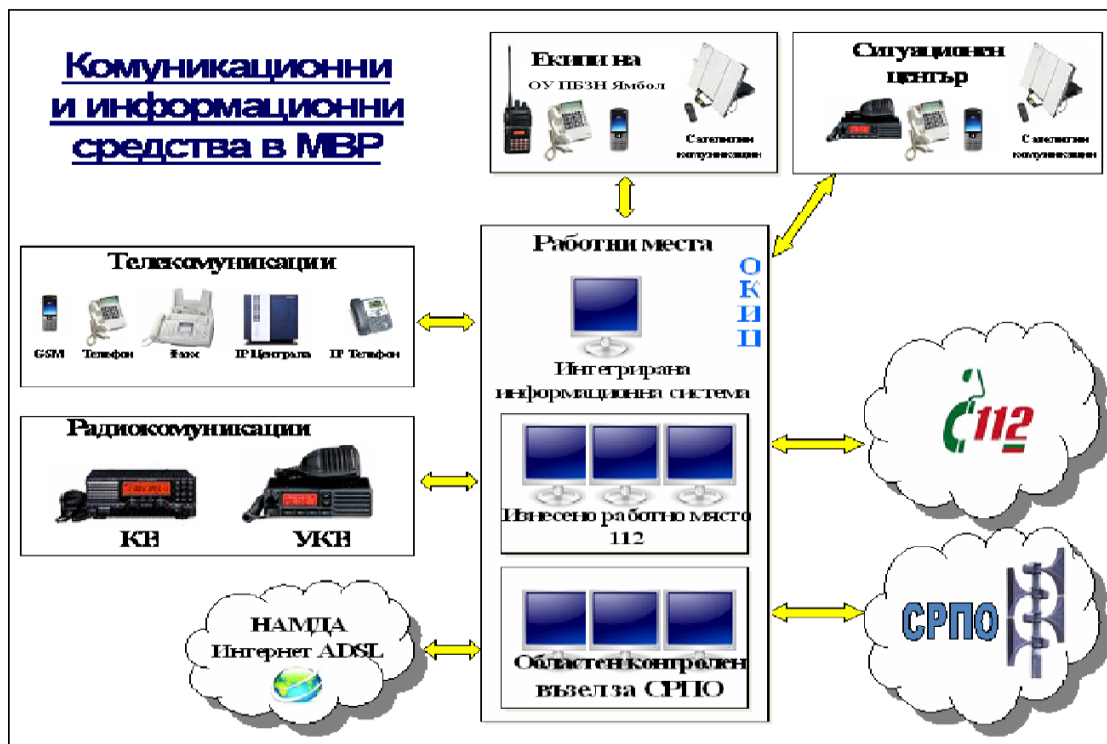 Комуникационни
и информационни
средства в МВР
Екипи на
ОУ ПБЗН Ямбол
Сателитни
комуникации
Ситуационен
център
Сателитни
комуникации
Телекомуникации
GSM
Телефон
Факс
IP Централа
IP Телефон
Радиокомуникации
КВ
УКВ
НАМДА
Интернет ADSL
Работни места
О
К
И
Ц
Интегрирана
информационна система
Изнесено работно място
112
Областен контролен
възел за СРПО
112
СРПО